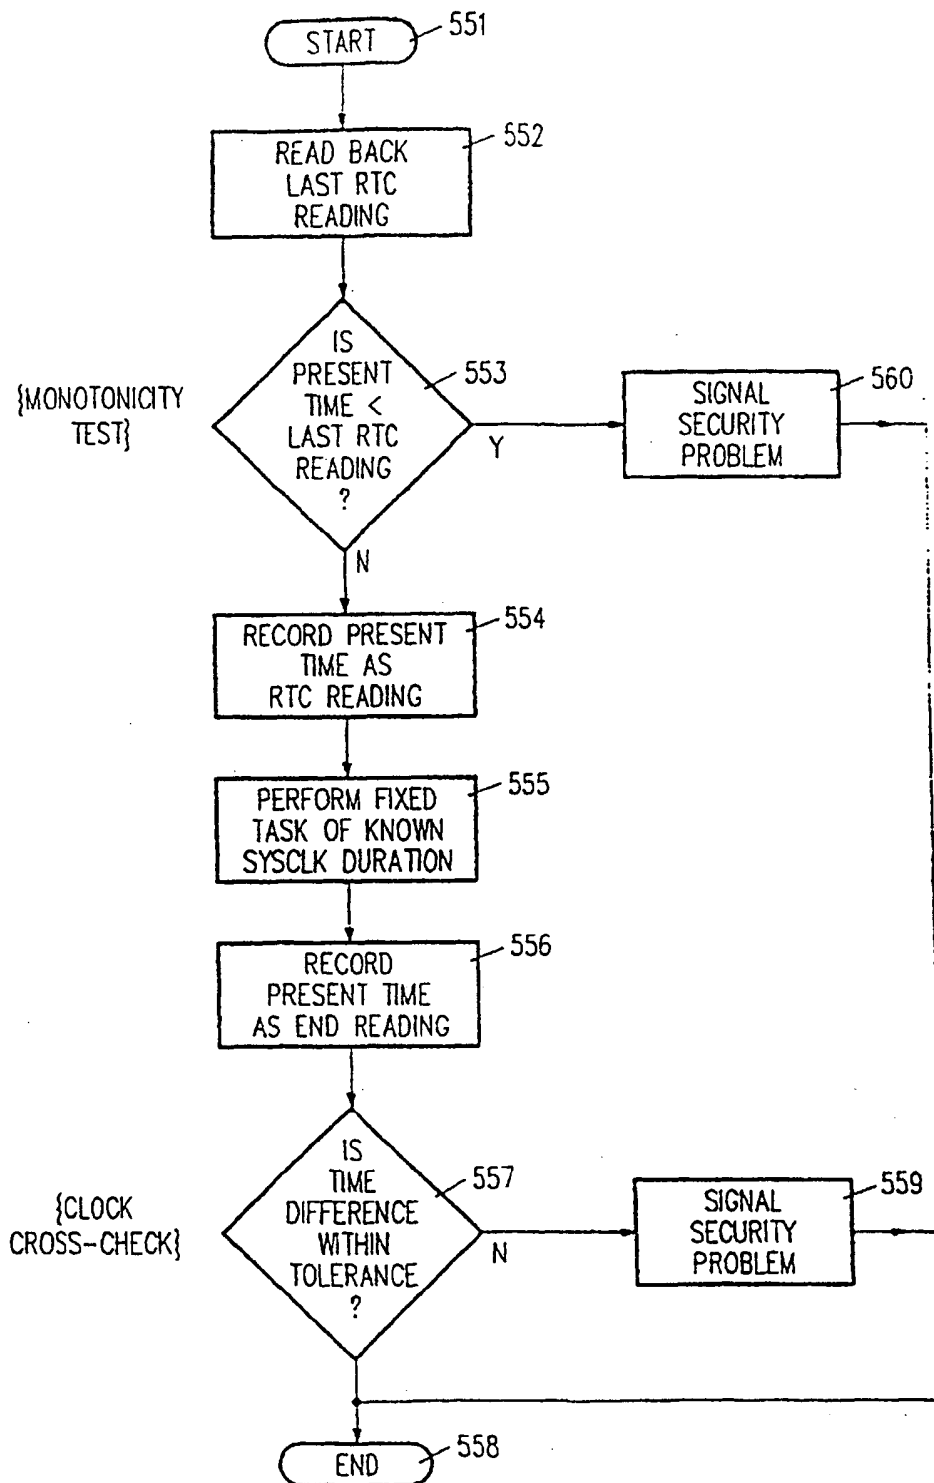 START
551
READ BACK
LAST RTC
READING
552
IS
PRESENT
TIME <
LAST RTC
READING
?
553
{MONOTONICITY
TEST}
Y
SIGNAL
SECURITY
PROBLEM
560
N
RECORD PRESENT
TIME AS
RTC READING
554
PERFORM FIXED
TASK OF KNOWN
SYSCLK DURATION
555
RECORD
PRESENT TIME
AS END READING
556
IS
TIME
DIFFERENCE
WITHIN
TOLERANCE
?
557
{CLOCK
CROSS-CHECK}
N
SIGNAL
SECURITY
PROBLEM
559
END
558